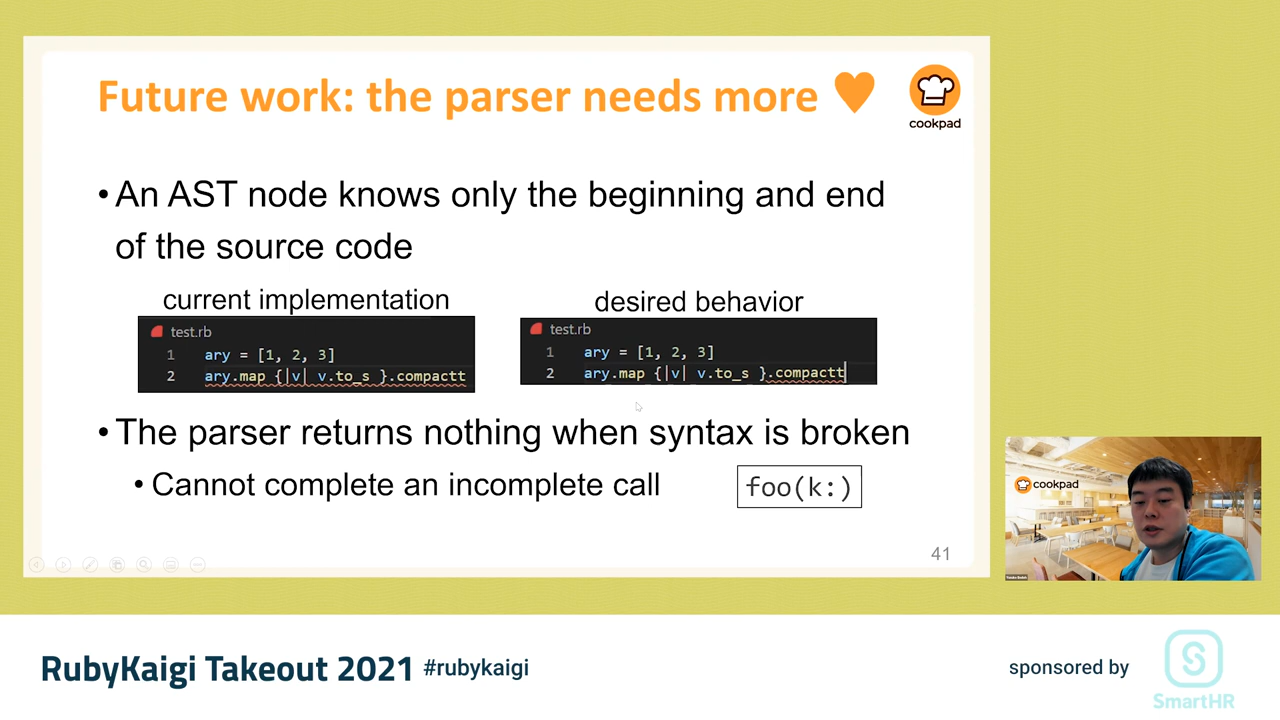 Future work: the parser needs more
cookpad
• An AST node knows only the beginning and end
of the source code
current implementation
test.rb
1 ary = [1, 2, 3]
2 ary.map {|v| v.to_s }.compactt
desired behavior
test.rb
1 ary = [1, 2, 3]
2 ary.map {|v| v.to_s }.compactt
• The parser returns nothing when syntax is broken
• Cannot complete an incomplete call
foo(k:)
41
cookpad
RubyKaigi Takeout 2021 #rubykaigi
sponsored by
SmartHR